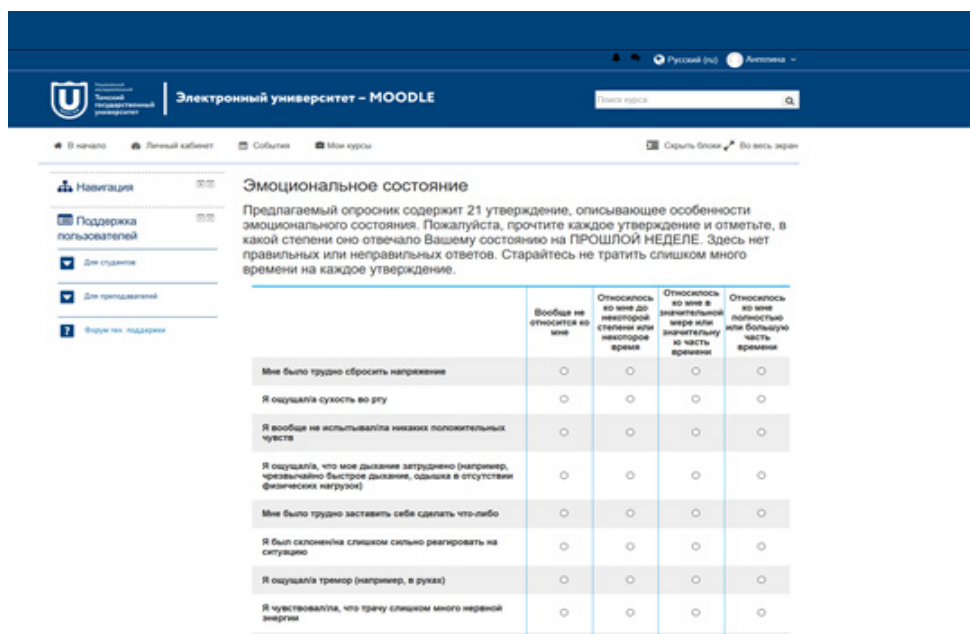 Русский (ru)
Ангелина
Томский
государственный
университет
Электронный университет – MOODLE
Поиск курса
В начало
Личный кабинет
События
Мои курсы
Скрыть блоки
Во весь экран
Навигация
Поддержка
пользователей
Для студентов
Для преподавателей
Форум тех. поддержки
Эмоциональное состояние
Предлагаемый опросник содержит 21 утверждение, описывающее особенности
эмоционального состояния. Пожалуйста, прочтите каждое утверждение и отметьте, в
какой степени оно отвечало Вашему состоянию на ПРОШЛОЙ НЕДЕЛЕ. Здесь нет
правильных или неправильных ответов. Старайтесь не тратить слишком много
времени на каждое утверждение.
Вообще не
относится ко
мне
Относилось
ко мне до
некоторой
степени или
некоторое
время
Относилось
ко мне в
значительной
мере или
значительну
ю часть
времени
Относилось
ко мне
полностью
или большую
часть
времени
Мне было трудно сбросить напряжение
Я ощущал/а сухость во рту
Я вообще не испытывал/ла никаких положительных
чувств
Я ощущал/а, что мое дыхание затруднено (например,
чрезвычайно быстрое дыхание, одышка в отсутствии
физических нагрузок)
Мне было трудно заставить себя сделать что-либо
Я был склонен/на слишком сильно реагировать на
ситуацию
Я ощущал/а тремор (например, в руках)
Я чувствовал/ла, что трачу слишком много нервной
энергии